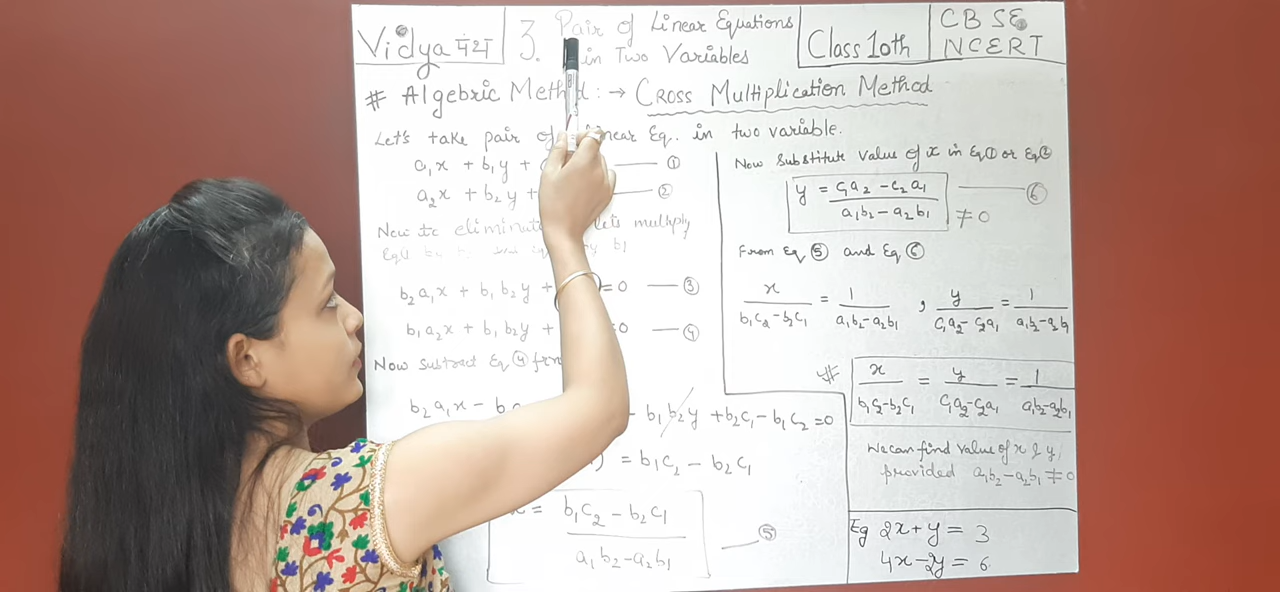 Vidya पंथ
3. Pair of Linear Equations
in Two Variables
Class 10th
CBSE
NCERT
# Algebric Meth :→ Cross Multiplication Method
Let's take pair of linear Eq. in two variable.
a₁x + b₁y + ——— ①
a₂x + b₂y + ——— ②
Now to eliminate lets multiply
b₁
b₂a₁x + b₁b₂y + =0 —— ③
b₁a₂x + b₁b₂y + =0 —— ④
Now subtract Eq ④ from
b₂a₁x - - b₁b₂y + b₂c₁ - b₁c₂ = 0
) = b₁c₂ - b₂c₁
x = b₁c₂ - b₂c₁ / a₁b₂ - a₂b₁ —— ⑤
Now substitute value of x in Eq① or Eq②
y = c₁a₂ - c₂a₁ / a₁b₂ - a₂b₁ ≠0 ——— ⑥
From Eq ⑤ and Eq ⑥
x / b₁c₂ - b₂c₁ = 1 / a₁b₂ - a₂b₁ , y / c₁a₂ - c₂a₁ = 1 / a₁b₂ - a₂b₁
# x / b₁c₂ - b₂c₁ = y / c₁a₂ - c₂a₁ = 1 / a₁b₂ - a₂b₁
We can find value of x & y,
provided a₁b₂ - a₂b₁ ≠ 0
Eg 2x + y = 3
4x - 2y = 6